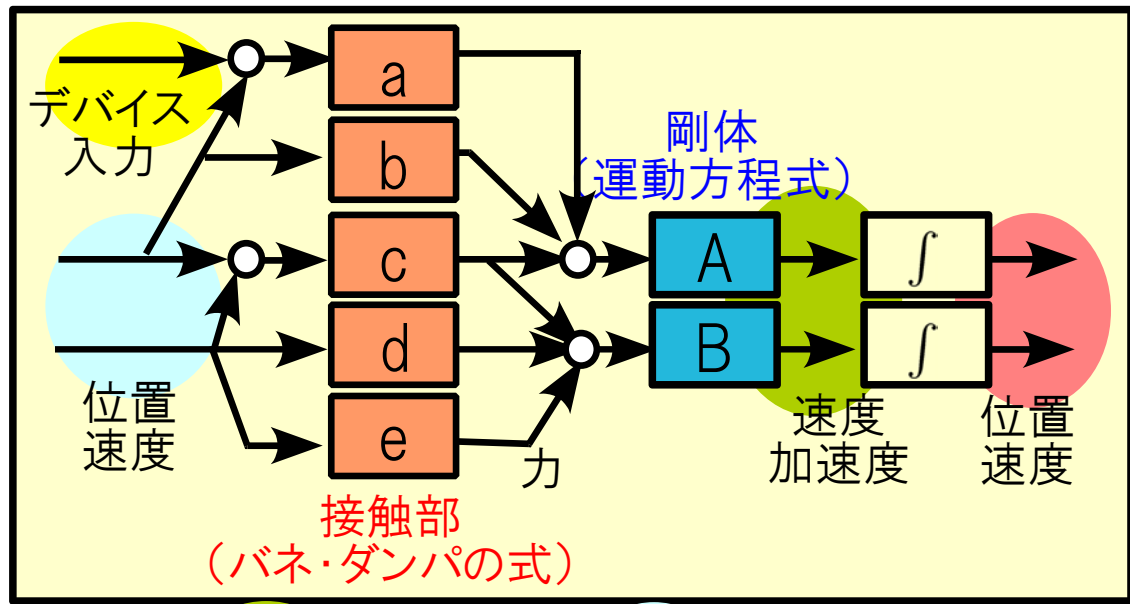 デバイス
入力
a
b
c
d
e
剛体
（運動方程式）
A
B
∫
∫
位置
速度
力
速度
加速度
位置
速度
接触部
（バネ・ダンパの式）